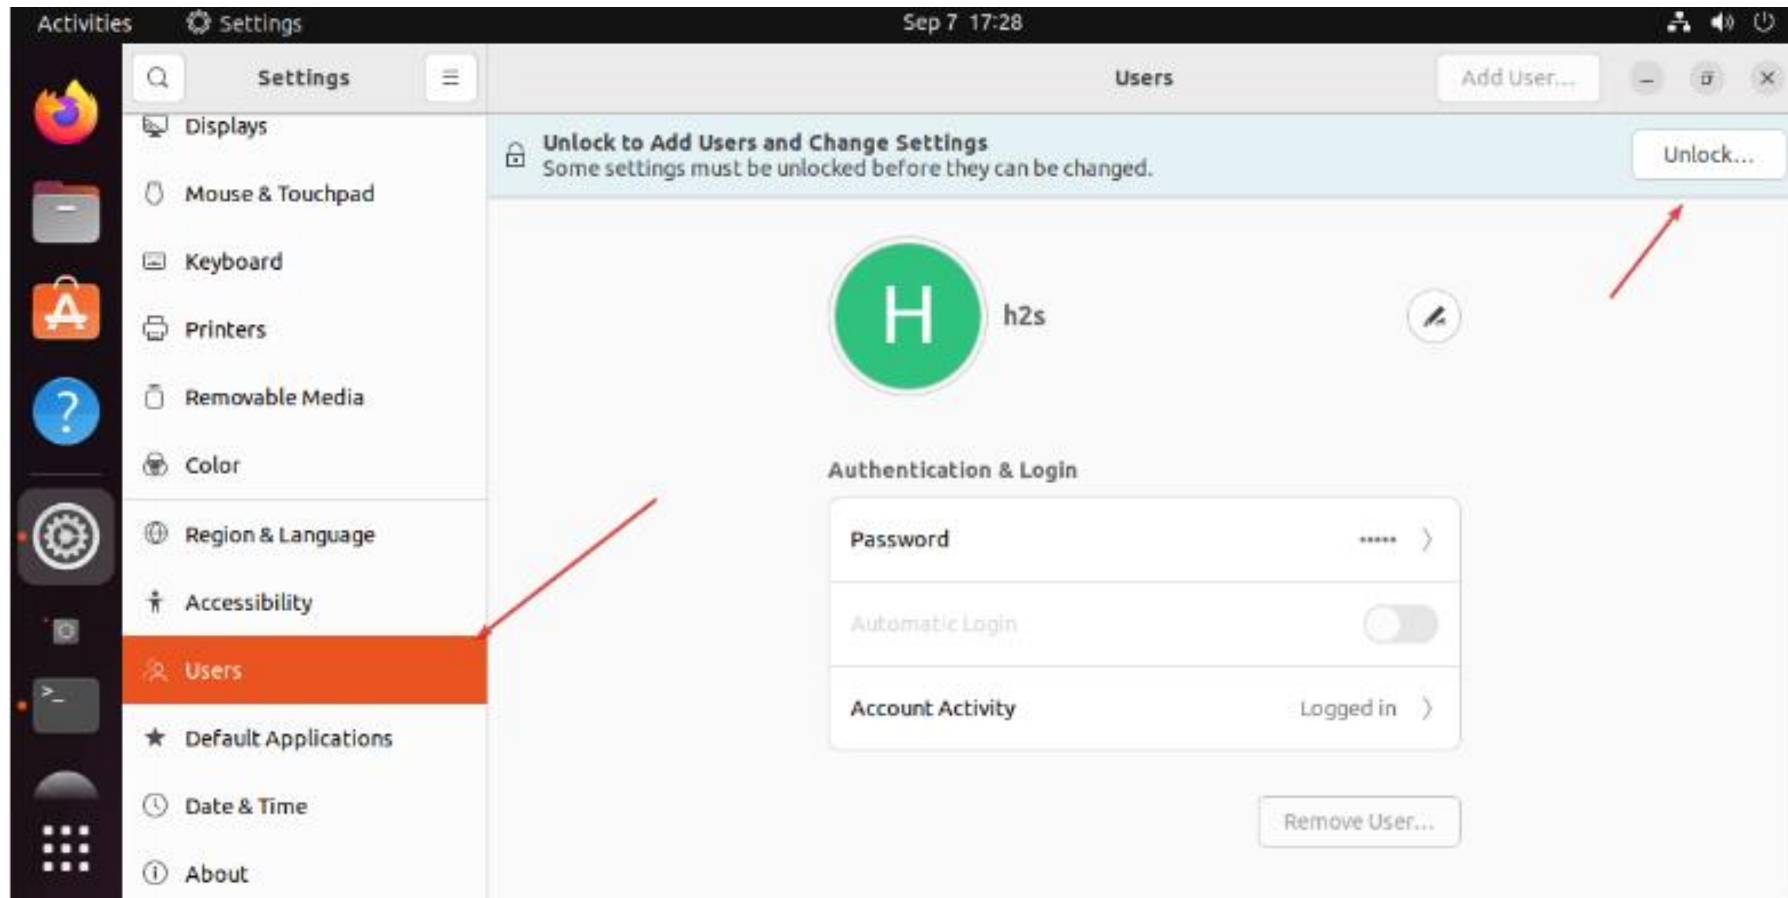 Activities
Settings
Sep 7 17:28
Settings
Users
Add User...
Displays
Mouse & Touchpad
Keyboard
Printers
Removable Media
Color
Region & Language
Accessibility
Users
Default Applications
Date & Time
About
Unlock to Add Users and Change Settings
Some settings must be unlocked before they can be changed.
Unlock...
H
h2s
Authentication & Login
Password
•••••
Automatic Login
Account Activity
Logged in
Remove User...